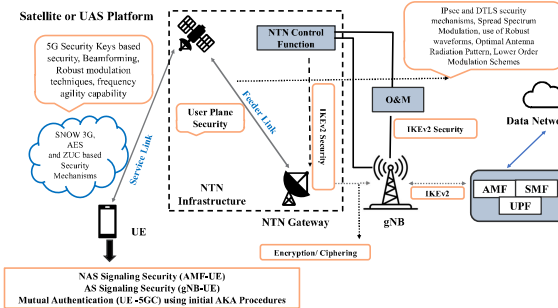 Satellite or UAS Platform
5G Security Keys based
security, Beamforming,
Robust modulation
techniques, frequency
agility capability
SNOW 3G,
AES
and ZUC based
Security
Mechanisms
Service Link
UE
User Plane
Security
Feeder Link
NTN Control
Function
IKEv2 Security
NTN
Infrastructure
NTN Gateway
IPsec and DTLS security
mechanisms, Spread Spectrum
Modulation, use of Robust
waveforms, Optimal Antenna
Radiation Pattern, Lower Order
Modulation Schemes
O&M
IKEv2 Security
gNB
IKEv2
Data Netwo
AMF
SMF
UPF
Encryption/ Ciphering
NAS Signaling Security (AMF-UE)
AS Signaling Security (gNB-UE)
Mutual Authentication (UE -5GC) using initial AKA Procedures